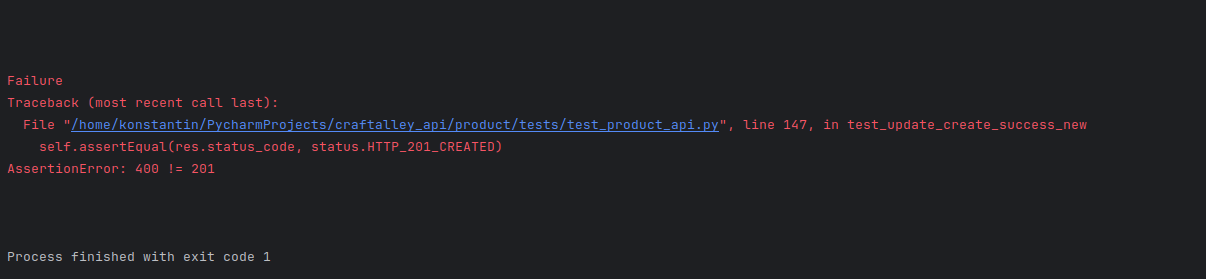 Failure
Traceback (most recent call last):
File "/home/konstantin/PycharmProjects/craftalley_api/product/tests/test_product_api.py", line 147, in test_update_create_success_new
self.assertEqual(res.status_code, status.HTTP_201_CREATED)
AssertionError: 400 != 201
Process finished with exit code 1